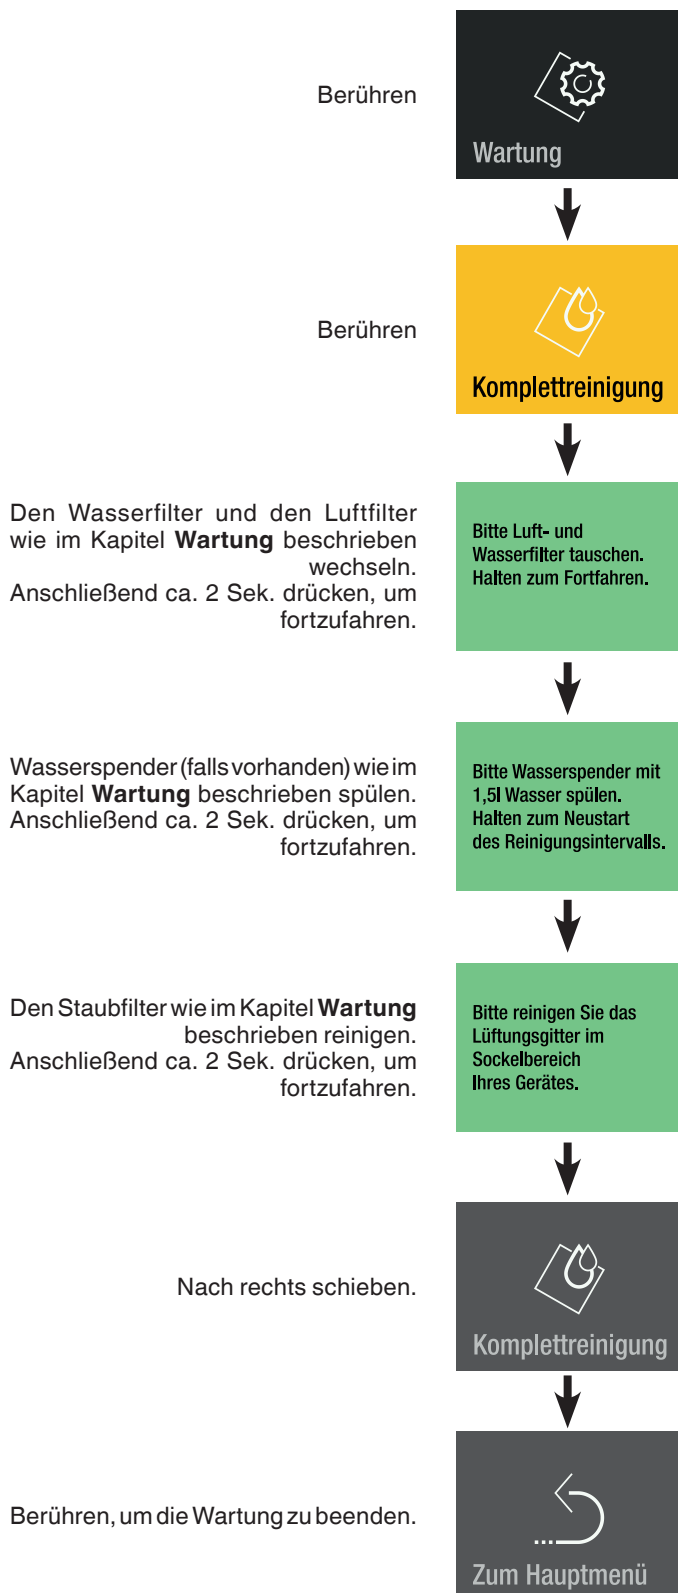 Berühren
Wartung
Berühren
Komplettreinigung
Den Wasserfilter und den Luftfilter
wie im Kapitel Wartung beschrieben
wechseln.
Anschließend ca. 2 Sek. drücken, um
fortzufahren.
Bitte Luft- und
Wasserfilter tauschen.
Halten zum Fortfahren.
Wasserspender (falls vorhanden) wie im
Kapitel Wartung beschrieben spülen.
Anschließend ca. 2 Sek. drücken, um
fortzufahren.
Bitte Wasserspender mit
1,5l Wasser spülen.
Halten zum Neustart
des Reinigungsintervalls.
Den Staubfilter wie im Kapitel Wartung
beschrieben reinigen.
Anschließend ca. 2 Sek. drücken, um
fortzufahren.
Bitte reinigen Sie das
Lüftungsgitter im
Sockelbereich
Ihres Gerätes.
Nach rechts schieben.
Komplettreinigung
Berühren, um die Wartung zu beenden.
Zum Hauptmenü